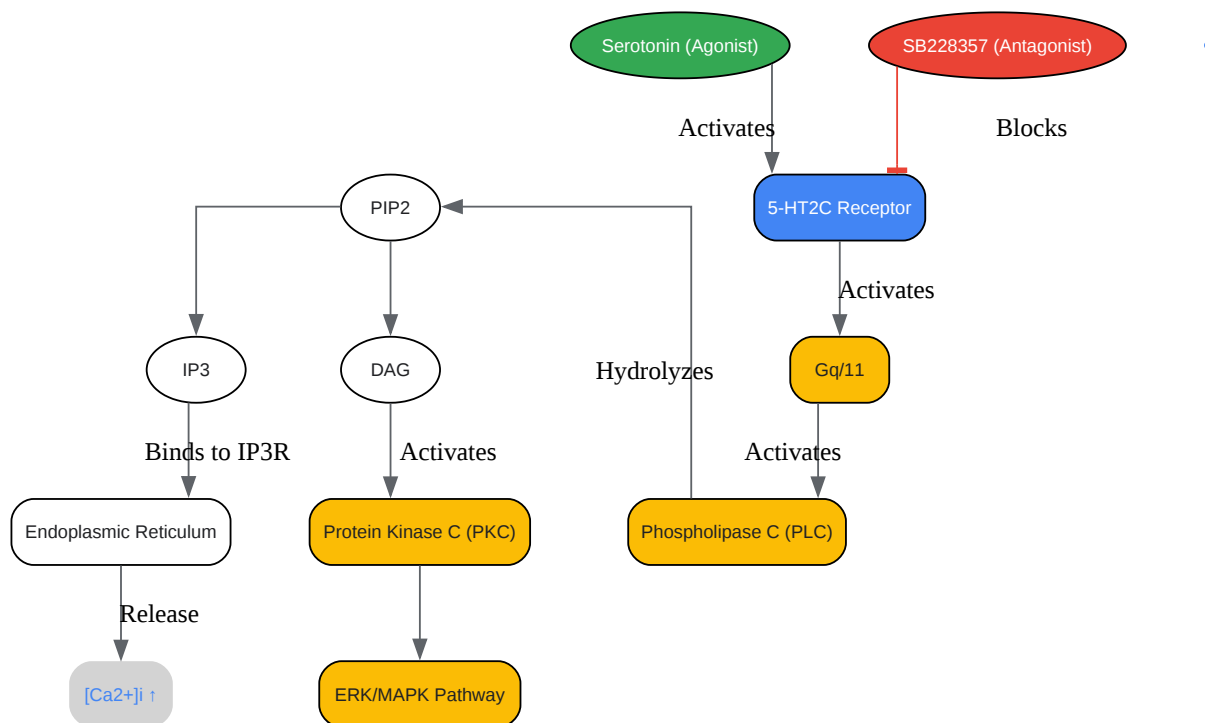 Serotonin (Agonist)
SB228357 (Antagonist)
Activates
Blocks
PIP2
5-HT2C Receptor
Activates
IP3
DAG
Hydrolyzes
Gq/11
Binds to IP3R
Activates
Activates
Endoplasmic Reticulum
Protein Kinase C (PKC)
Phospholipase C (PLC)
Release
[Ca2+]i ↑
ERK/MAPK Pathway